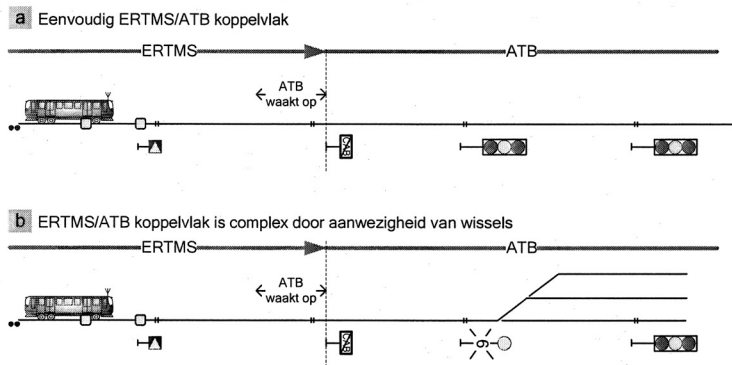 a Eenvoudig ERTMS/ATB koppelvlak
ERTMS ATB
ATB
waakt op
b ERTMS/ATB koppelvlak is complex door aanwezigheid van wissels
ERTMS ATB
ATB
waakt op